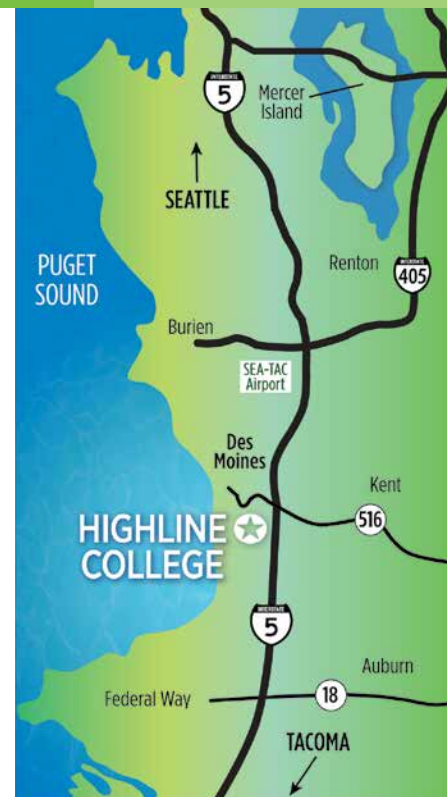 INTERSTATE
5
Mercer
Island
SEATTLE
PUGET
SOUND
Renton
INTERSTATE
405
Burien
SEA-TAC
Airport
Des
Moines
Kent
516
HIGHLINE
COLLEGE
INTERSTATE
5
Auburn
Federal Way
18
TACOMA